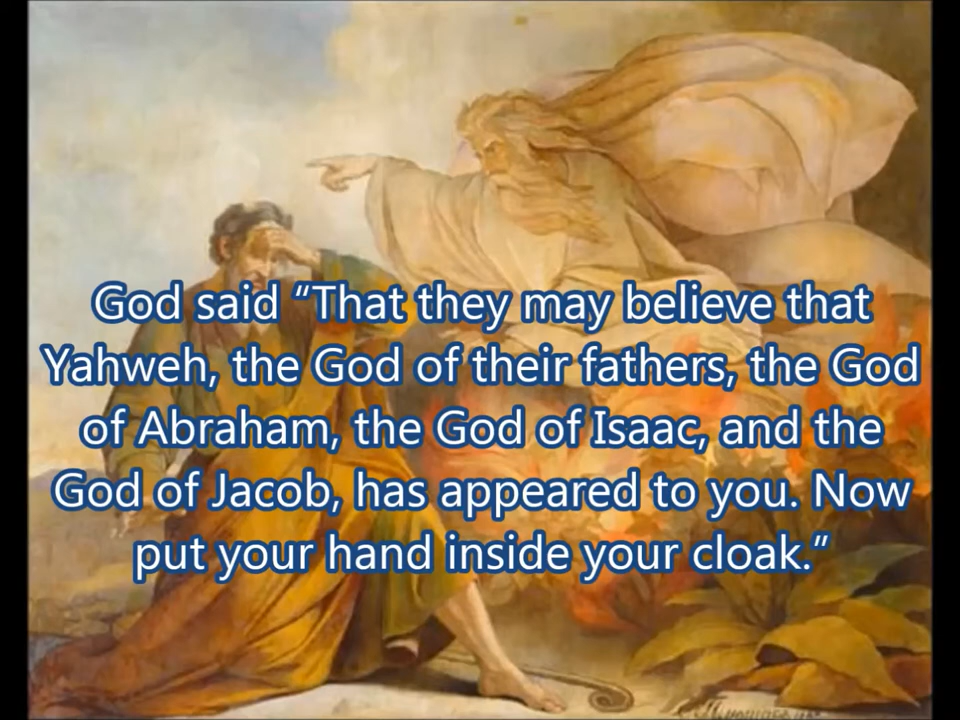 God said “That they may believe that
Yahweh, the God of their fathers, the God
of Abraham, the God of Isaac, and the
God of Jacob, has appeared to you. Now
put your hand inside your cloak.”